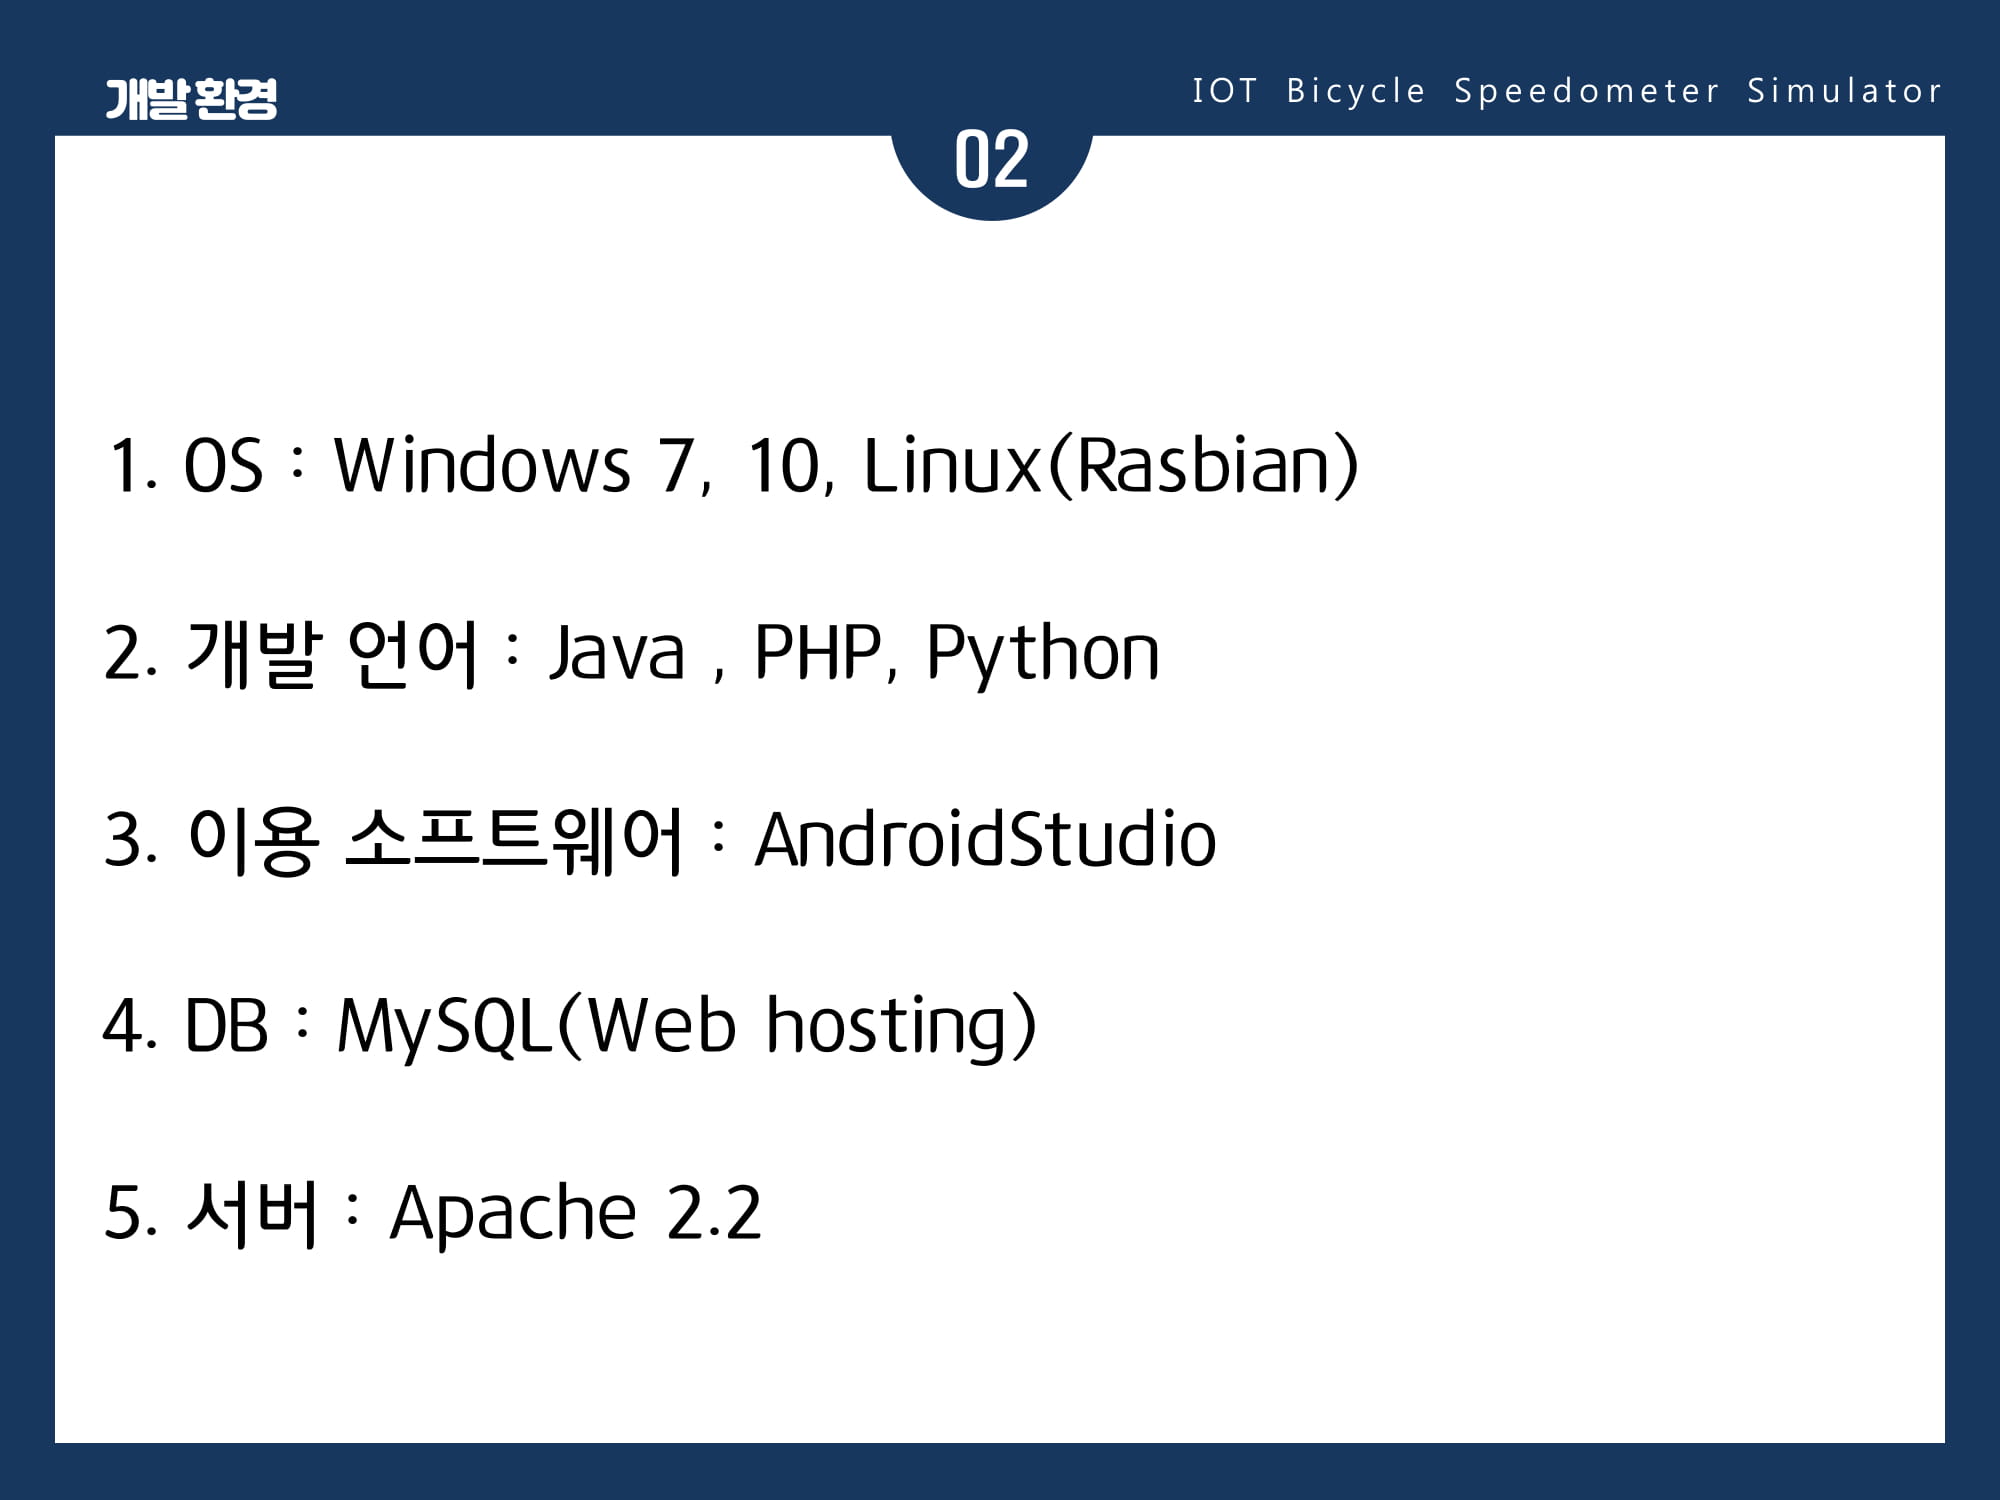 개발 환경
IOT Bicycle Speedometer Simulator
02
1. OS : Windows 7, 10, Linux(Rasbian)
2. 개발 언어 : Java , PHP, Python
3. 이용 소프트웨어 : AndroidStudio
4. DB : MySQL(Web hosting)
5. 서버 : Apache 2.2